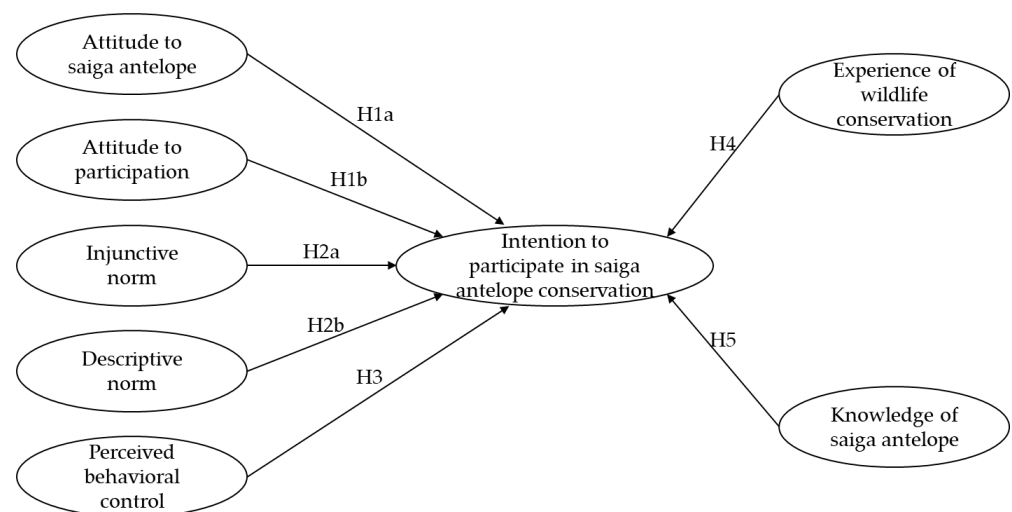 Attitude to
saiga antelope
H1a
Attitude to
participation
H1b
Injunctive
norm
H2a
Descriptive
norm
H2b
Perceived
behavioral
control
H3
Intention to
participate in saiga
antelope conservation
Experience of
wildlife
conservation
H4
Knowledge of
saiga antelope
H5